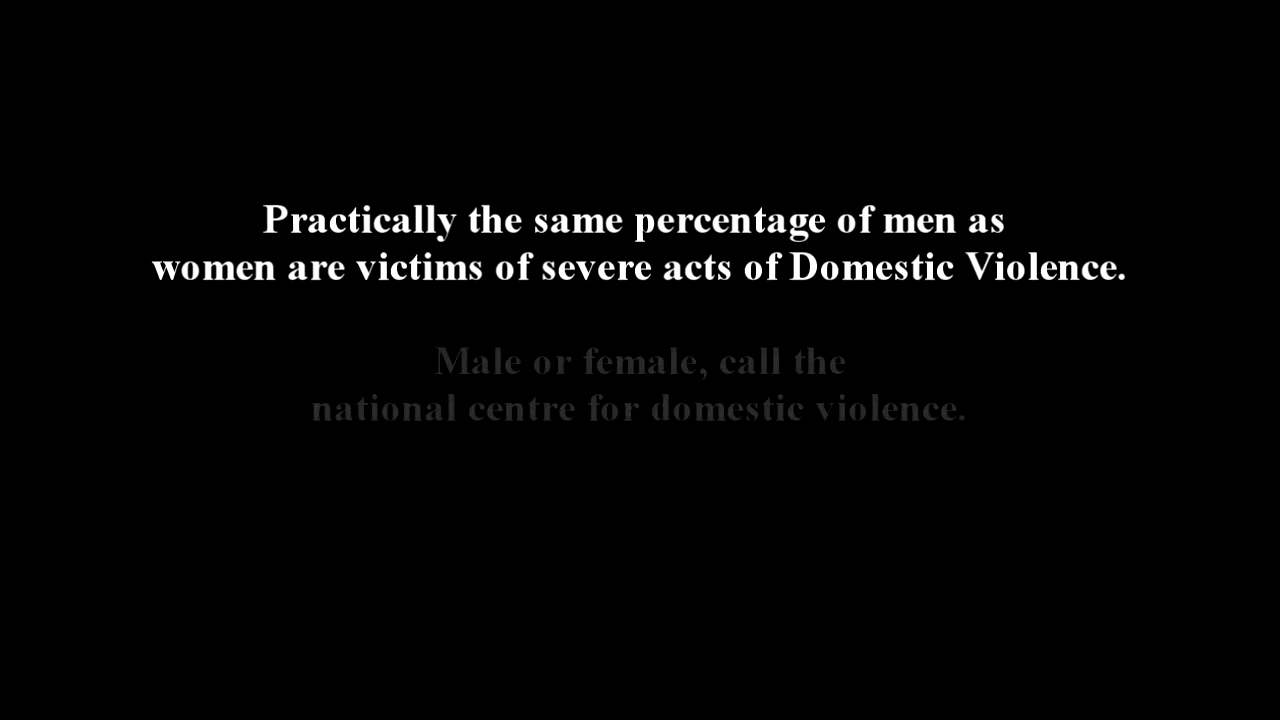 Practically the same percentage of men as
women are victims of severe acts of Domestic Violence.
Male or female, call the
national centre for domestic violence.